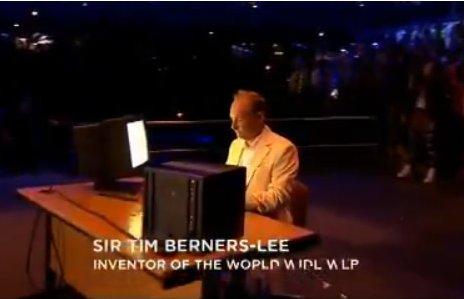 SIR TIM BERNERS-LEE
INVENTOR OF THE